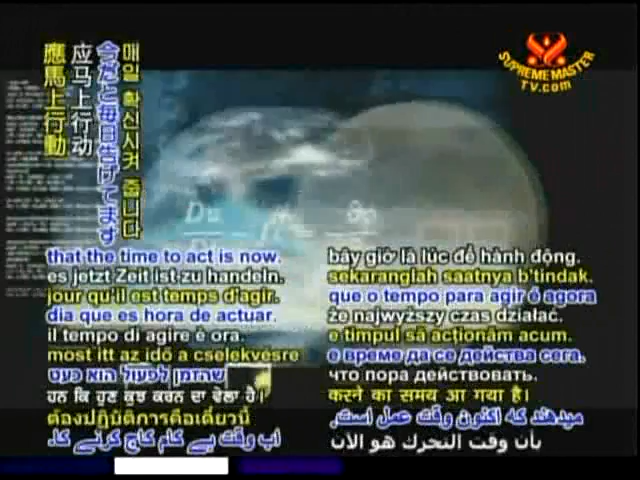 SUPREME MASTER
TV.com
매일 확신시켜 줍니다
今だと毎日告げてます
应马上行动
應馬上行動
that the time to act is now.
es jetzt Zeit ist zu handeln.
jour qu'il est temps d'agir.
dia que es hora de actuar.
il tempo di agire è ora.
most itt az idő a cselekvésre
שהזמן לפעול הוא כעת
ਹਨ ਕਿ ਹੁਣ ਕੁਝ ਕਰਨ ਦਾ ਵੇਲਾ ਹੈ।
ต้องปฏิบัติการคือเดี๋ยวนี้
اب وقت ہے کام کاج کرنے کا.
bây giờ là lúc để hành động.
sekaranglah saatnya b'tindak.
que o tempo para agir é agora
że najwyższy czas działać.
e timpul să acţionăm acum.
е време да се действа сега.
что пора действовать.
करने का समय आ गया है।
میدهند که اکنون وقت عمل است.
بأن وقت التحرك هو الآن